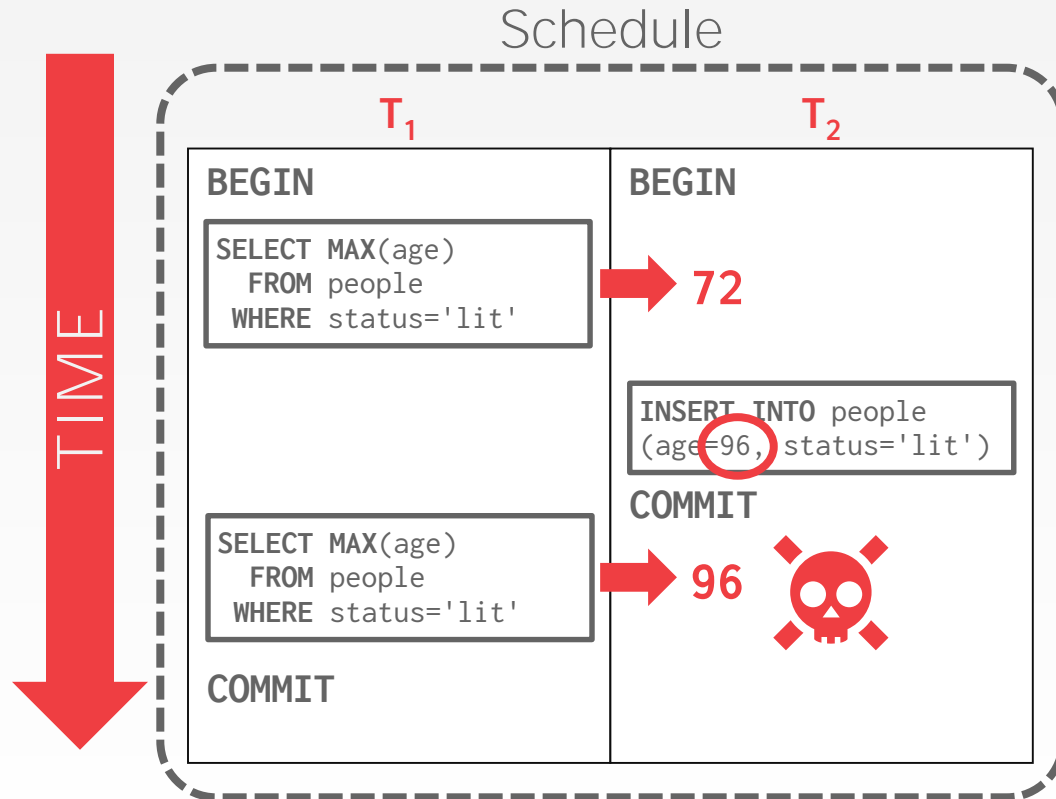 Schedule
TIME
T₁
T₂
BEGIN
BEGIN
SELECT MAX(age)
FROM people
WHERE status='lit'
72
INSERT INTO people
(age=96, status='lit')
COMMIT
SELECT MAX(age)
FROM people
WHERE status='lit'
96
COMMIT